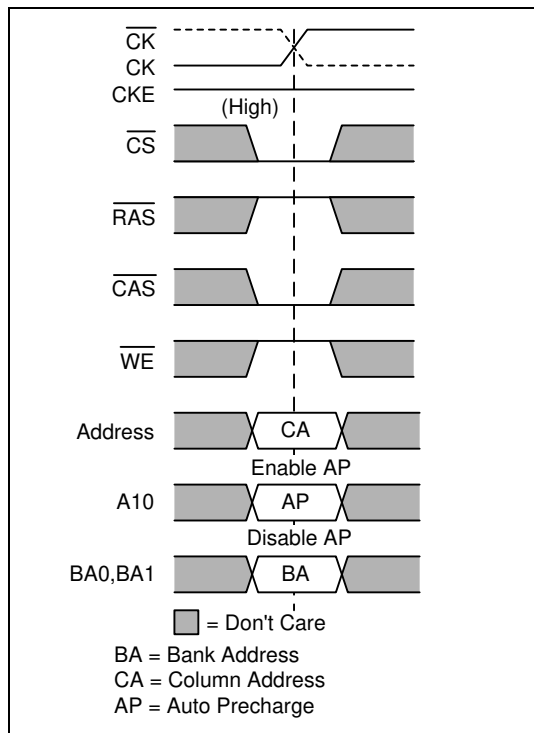 CK
CK
CKE
(High)
CS
RAS
CAS
WE
Address CA
Enable AP
A10 AP
Disable AP
BA0,BA1 BA
= Don't Care
BA = Bank Address
CA = Column Address
AP = Auto Precharge